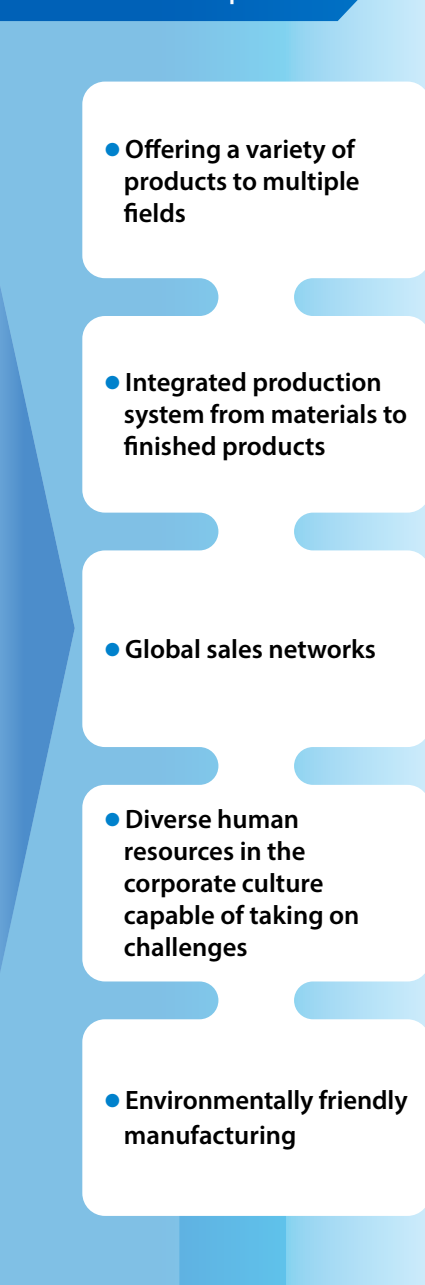 ● Offering a variety of
products to multiple
fields
● Integrated production
system from materials to
finished products
● Global sales networks
● Diverse human
resources in the
corporate culture
capable of taking on
challenges
● Environmentally friendly
manufacturing